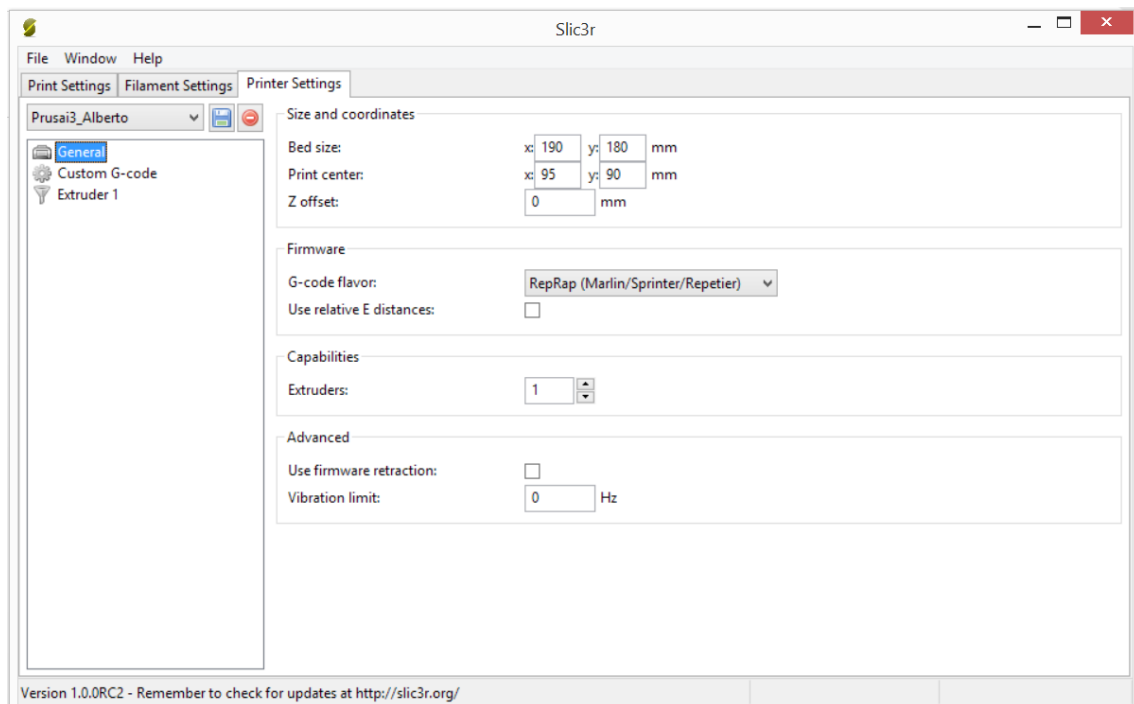 Slic3r
File Window Help
Print Settings Filament Settings Printer Settings
Prusai3_Alberto
General
Custom G-code
Extruder 1
Size and coordinates
Bed size: x: 190 y: 180 mm
Print center: x: 95 y: 90 mm
Z offset: 0 mm
Firmware
G-code flavor: RepRap (Marlin/Sprinter/Repetier)
Use relative E distances:
Capabilities
Extruders: 1
Advanced
Use firmware retraction:
Vibration limit: 0 Hz
Version 1.0.0RC2 - Remember to check for updates at http://slic3r.org/